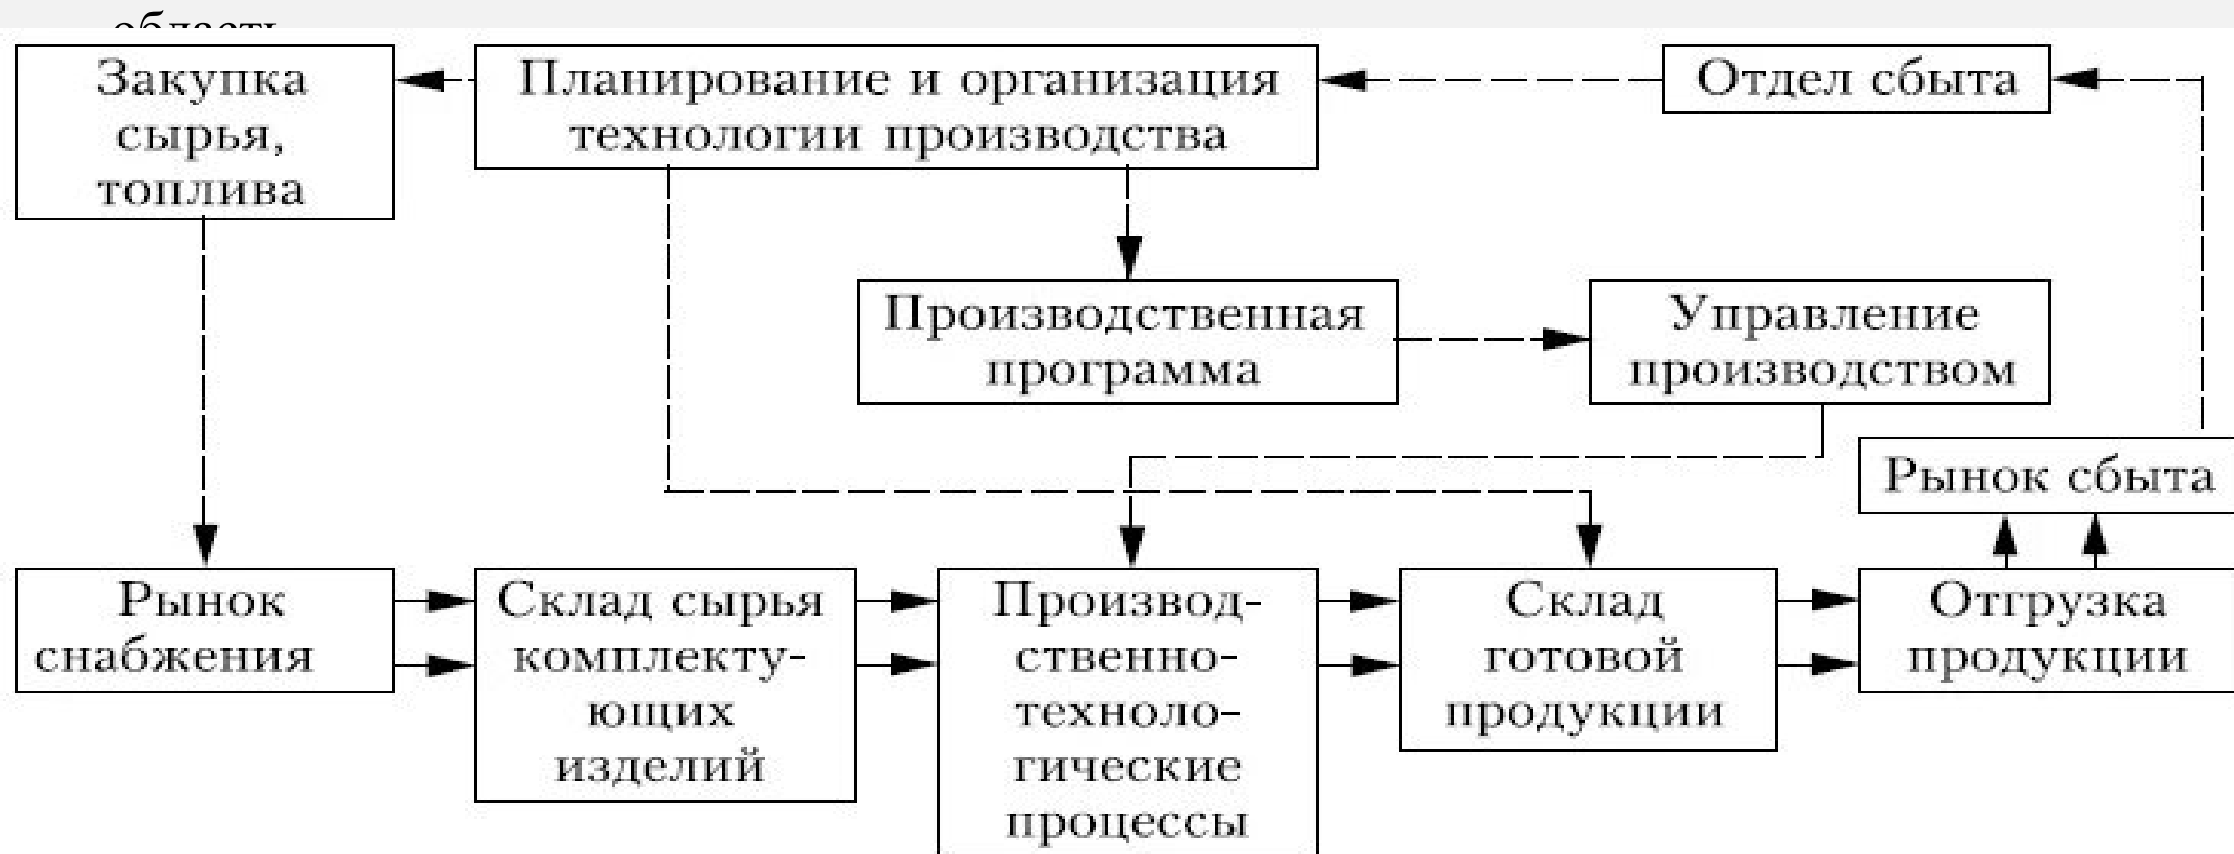 область
Закупка
сырья,
топлива
Планирование и организация
технологии производства
Отдел сбыта
Производственная
программа
Управление
производством
Рынок сбыта
Рынок
снабжения
Склад сырья
комплекту-
ющих
изделий
Производ-
ственно-
техноло-
гические
процессы
Склад
готовой
продукции
Отгрузка
продукции